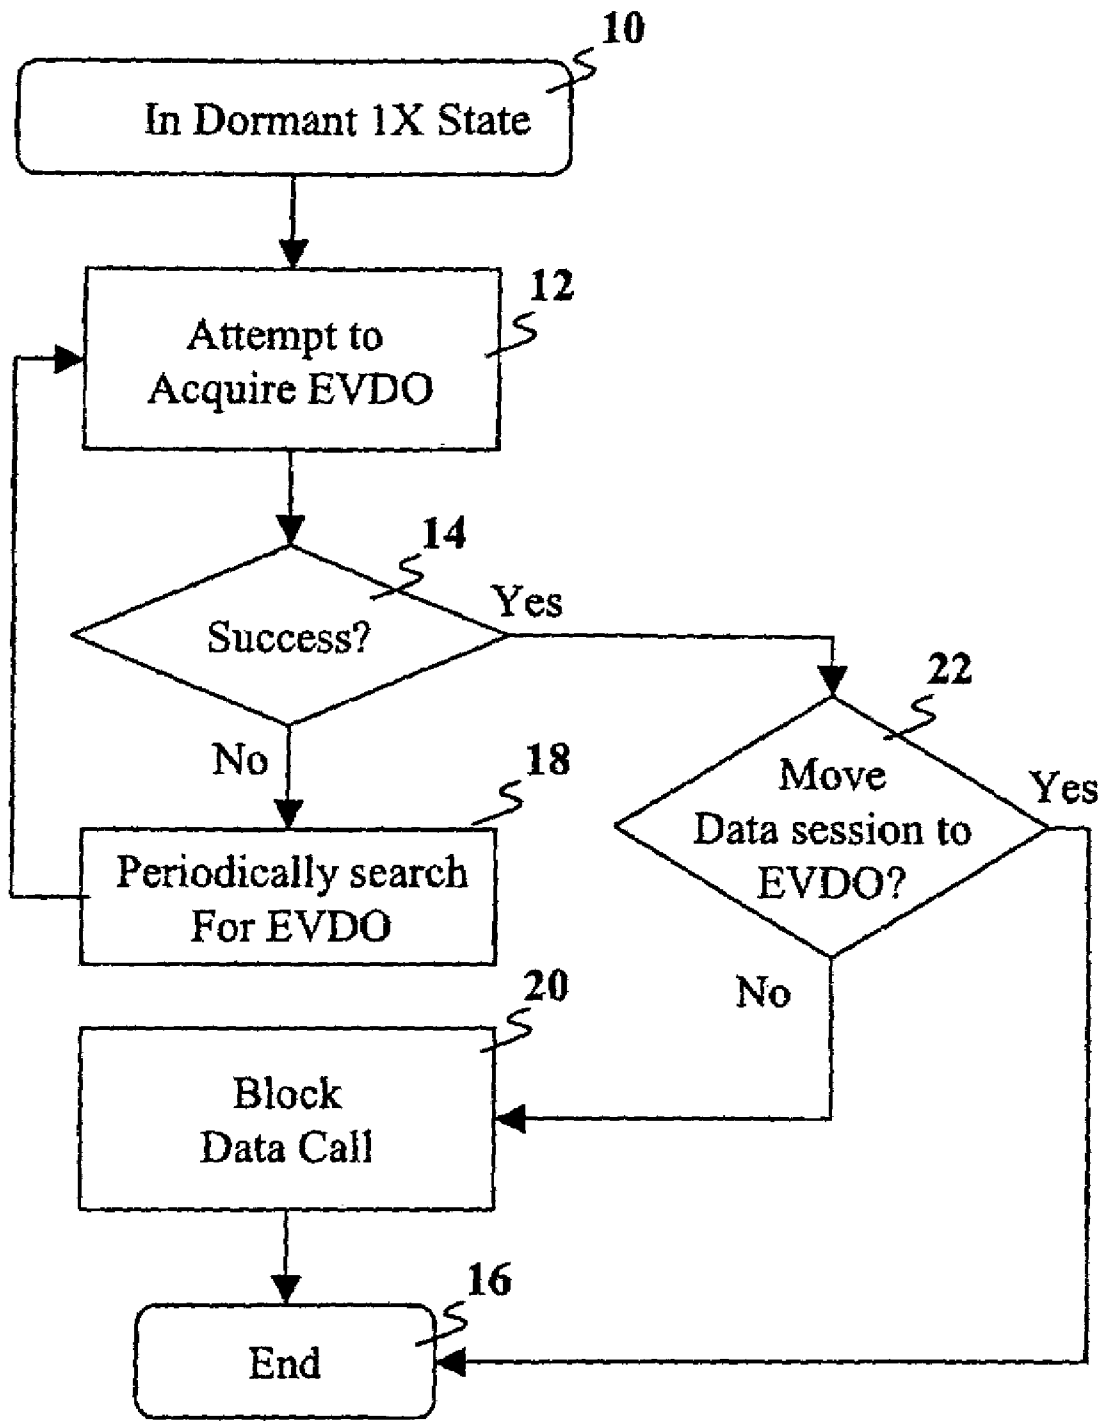 10
In Dormant 1X State
12
Attempt to
Acquire EVDO
14
Yes
Success?
No
22
Move
Data session to
EVDO?
Yes
No
18
Periodically search
For EVDO
20
Block
Data Call
16
End